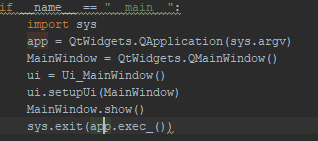 if __name__ == "__main__":
import sys
app = QtWidgets.QApplication(sys.argv)
MainWindow = QtWidgets.QMainWindow()
ui = Ui_MainWindow()
ui.setupUi(MainWindow)
MainWindow.show()
sys.exit(app.exec_())